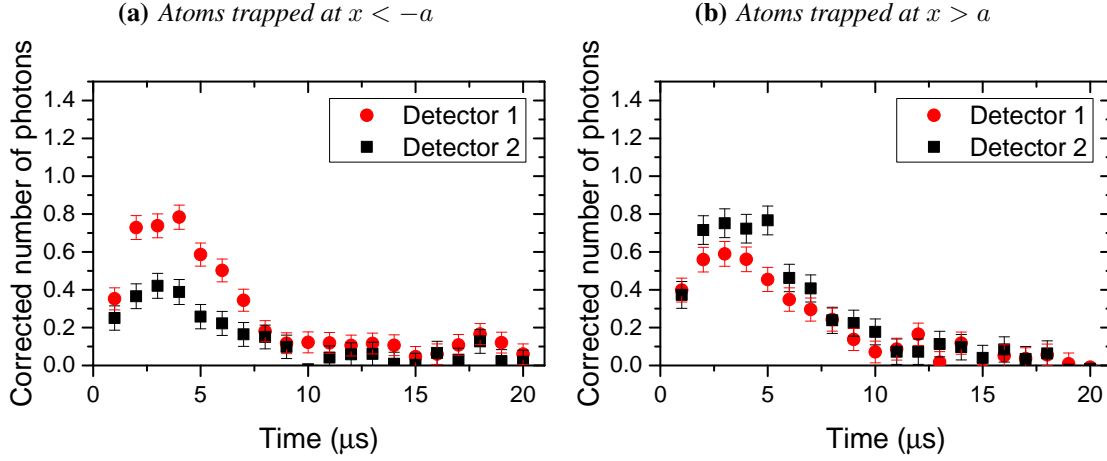 (a) Atoms trapped at x < −a
(b) Atoms trapped at x > a
Corrected number of photons
1.4
1.2
1.0
0.8
0.6
0.4
0.2
0.0
Detector 1
Detector 2
0 5 10 15 20
Time (μs)
Corrected number of photons
1.4
1.2
1.0
0.8
0.6
0.4
0.2
0.0
Detector 1
Detector 2
0 5 10 15 20
Time (μs)